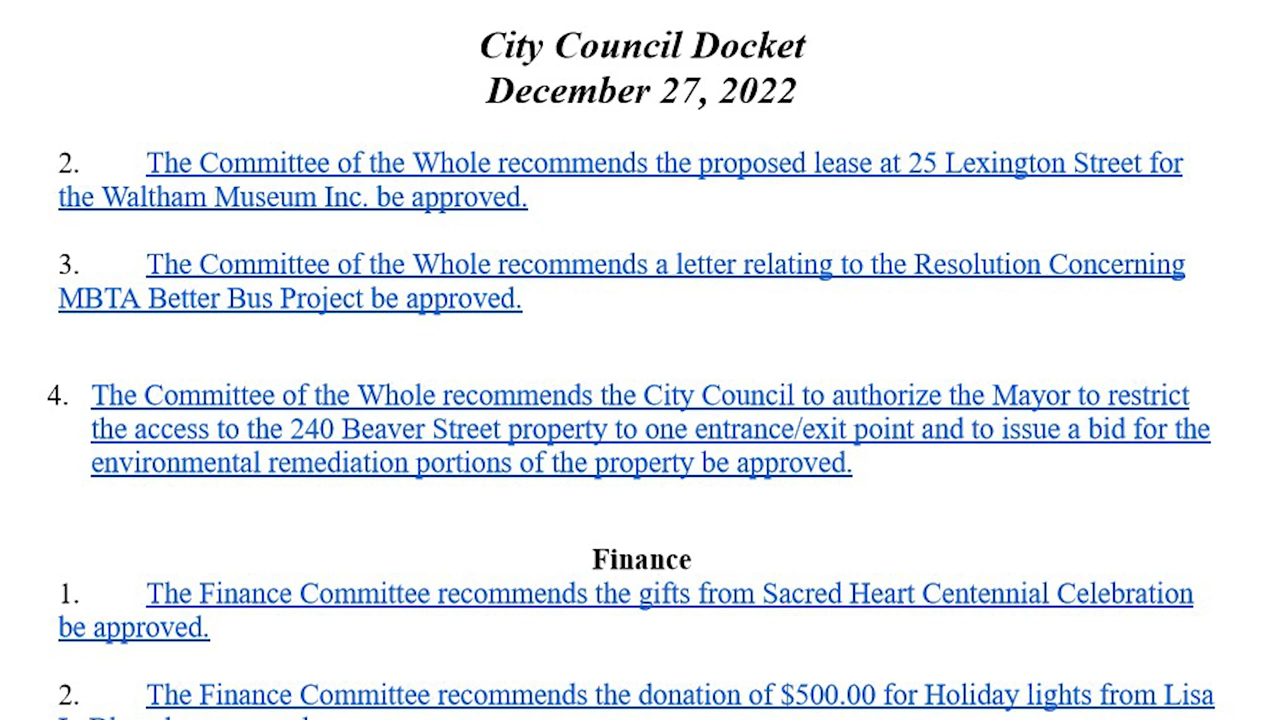 City Council Docket
December 27, 2022
2. The Committee of the Whole recommends the proposed lease at 25 Lexington Street for
the Waltham Museum Inc. be approved.
3. The Committee of the Whole recommends a letter relating to the Resolution Concerning
MBTA Better Bus Project be approved.
4. The Committee of the Whole recommends the City Council to authorize the Mayor to restrict
the access to the 240 Beaver Street property to one entrance/exit point and to issue a bid for the
environmental remediation portions of the property be approved.
Finance
1. The Finance Committee recommends the gifts from Sacred Heart Centennial Celebration
be approved.
2. The Finance Committee recommends the donation of $500.00 for Holiday lights from Lisa